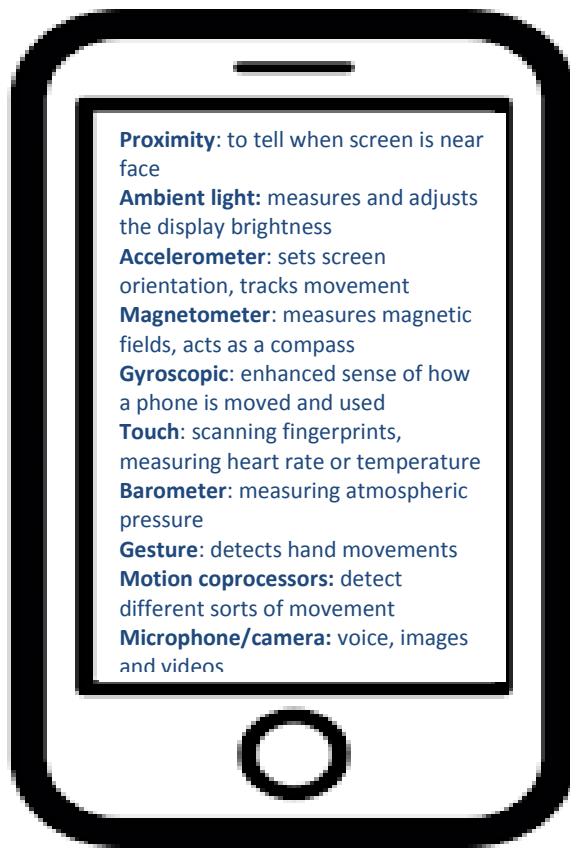 Proximity: to tell when screen is near
face
Ambient light: measures and adjusts
the display brightness
Accelerometer: sets screen
orientation, tracks movement
Magnetometer: measures magnetic
fields, acts as a compass
Gyroscopic: enhanced sense of how
a phone is moved and used
Touch: scanning fingerprints,
measuring heart rate or temperature
Barometer: measuring atmospheric
pressure
Gesture: detects hand movements
Motion coprocessors: detect
different sorts of movement
Microphone/camera: voice, images
and videos